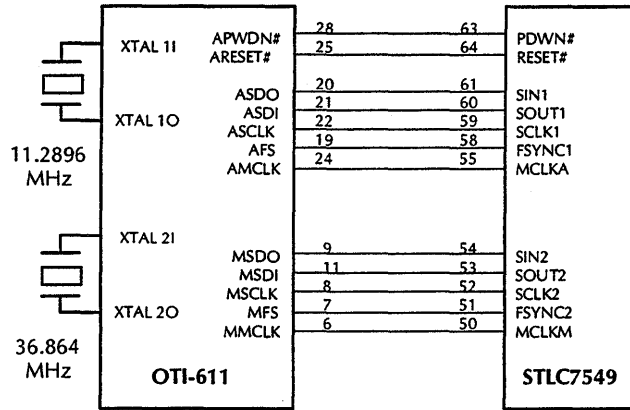 28 63
XTAL 1I APWDN# PDWN#
25 64
ARESET# RESET#
20 61
ASDO SIN1
21 60
ASDI SOUT1
XTAL 1O 22 59
ASCLK SCLK1
19 58
AFS FSYNC1
11.2896 24 55
MHz AMCLK MCLKA
XTAL 2I
9 54
MSDO SIN2
11 53
MSDI SOUT2
8 52
MSCLK SCLK2
XTAL 2O 7 51
MFS FSYNC2
6 50
36.864 MMCLK MCLKM
MHz
OTI-611 STLC7549